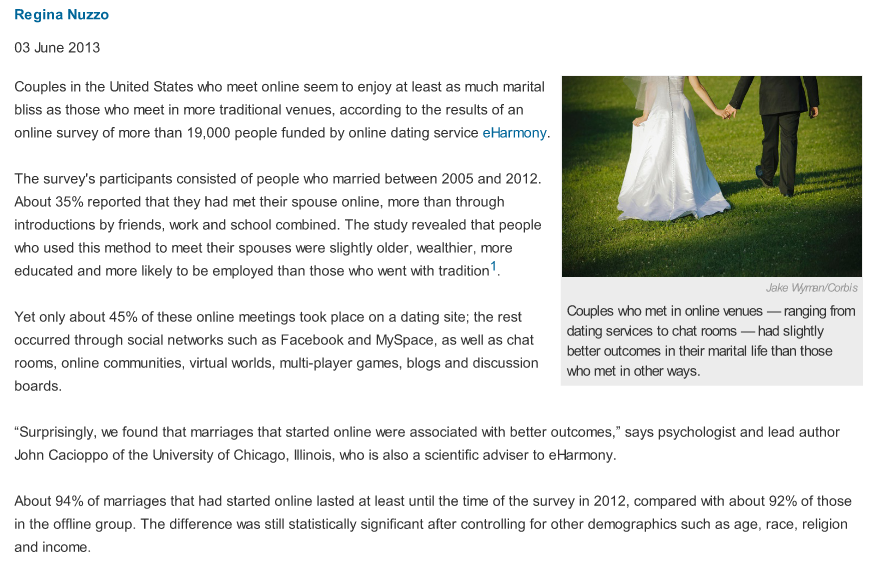 Regina Nuzzo
03 June 2013
Couples in the United States who meet online seem to enjoy at least as much marital
bliss as those who meet in more traditional venues, according to the results of an
online survey of more than 19,000 people funded by online dating service eHarmony.
The survey's participants consisted of people who married between 2005 and 2012.
About 35% reported that they had met their spouse online, more than through
introductions by friends, work and school combined. The study revealed that people
who used this method to meet their spouses were slightly older, wealthier, more
educated and more likely to be employed than those who went with tradition1.
Yet only about 45% of these online meetings took place on a dating site; the rest
occurred through social networks such as Facebook and MySpace, as well as chat
rooms, online communities, virtual worlds, multi-player games, blogs and discussion
boards.
Jake Wyman/Corbis
Couples who met in online venues — ranging from
dating services to chat rooms — had slightly
better outcomes in their marital life than those
who met in other ways.
“Surprisingly, we found that marriages that started online were associated with better outcomes,” says psychologist and lead author
John Cacioppo of the University of Chicago, Illinois, who is also a scientific adviser to eHarmony.
About 94% of marriages that had started online lasted at least until the time of the survey in 2012, compared with about 92% of those
in the offline group. The difference was still statistically significant after controlling for other demographics such as age, race, religion
and income.